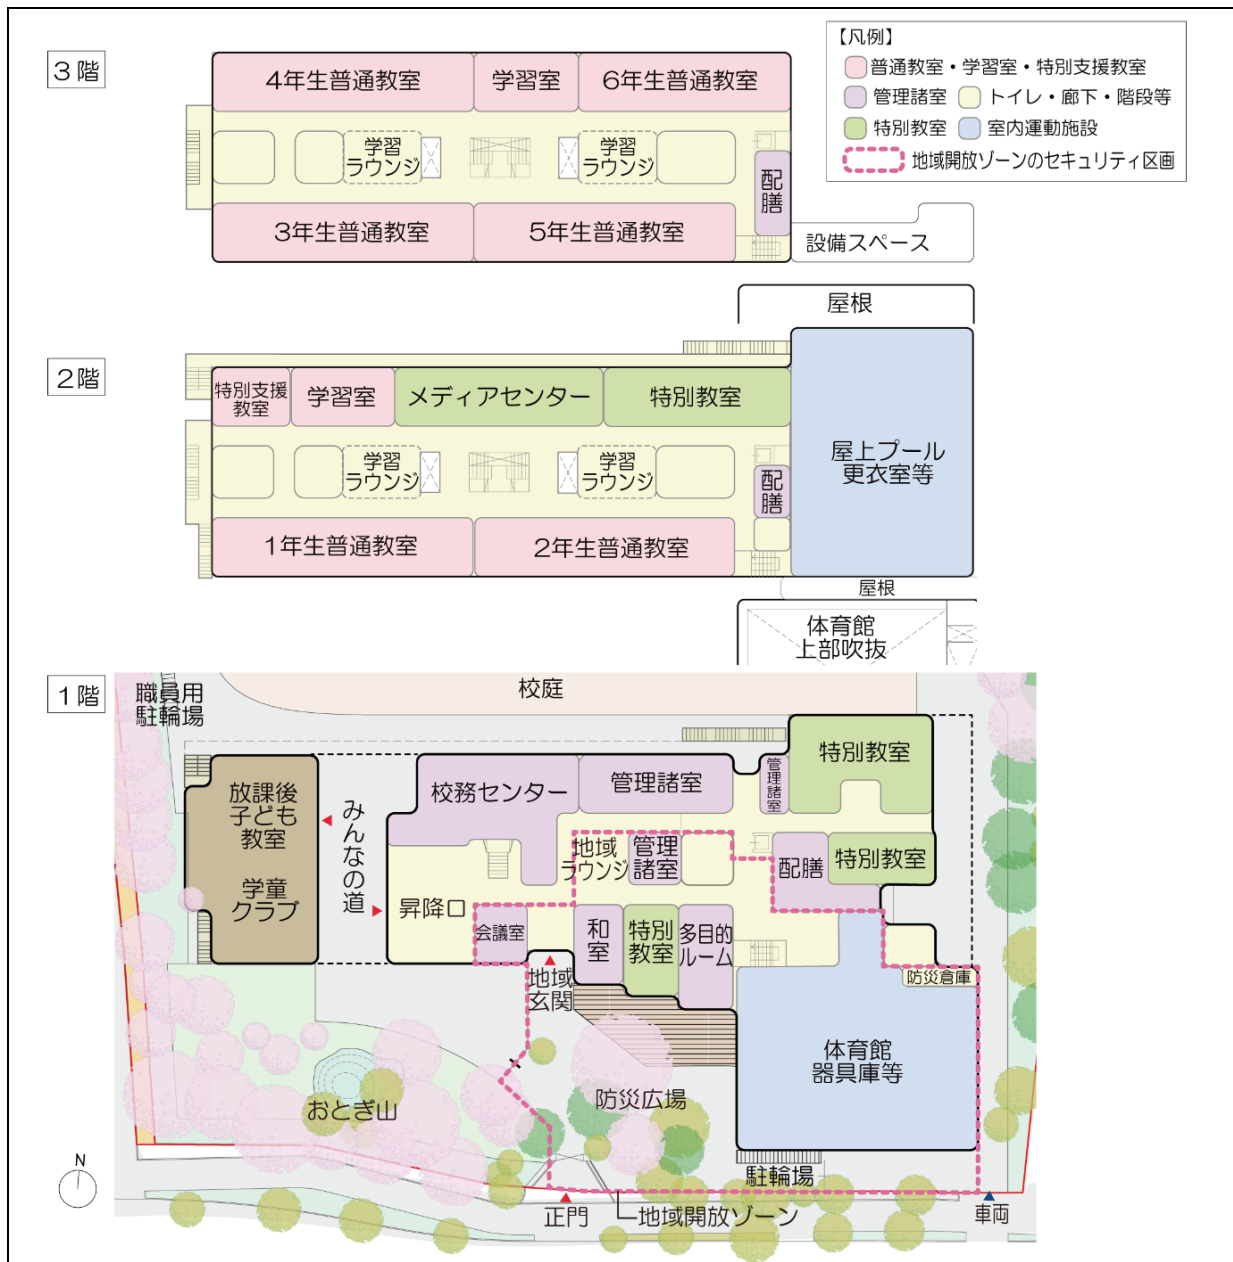 【凡例】
普通教室・学習室・特別支援教室
管理諸室
トイレ・廊下・階段等
特別教室
室内運動施設
地域開放ゾーンのセキュリティ区画
3階
4年生普通教室
学習室
6年生普通教室
学習
ラウンジ
学習
ラウンジ
配
膳
3年生普通教室
5年生普通教室
設備スペース
2階
屋根
特別支援
教室
学習室
メディアセンター
特別教室
学習
ラウンジ
学習
ラウンジ
配
膳
屋上プール
更衣室等
1年生普通教室
2年生普通教室
屋根
体育館
上部吹抜
1階
職員用
駐輪場
校庭
放課後
子ども
教室
学童
クラブ
みんなの道
校務センター
管理諸室
管理諸室
特別教室
地域
ラウンジ
管理
諸室
配膳
特別教室
昇降口
会議室
和
室
特別
教室
多目的
ルーム
地域
玄関
防災倉庫
体育館
器具庫等
防災広場
おとぎ山
駐輪場
N
正門
地域開放ゾーン
車両